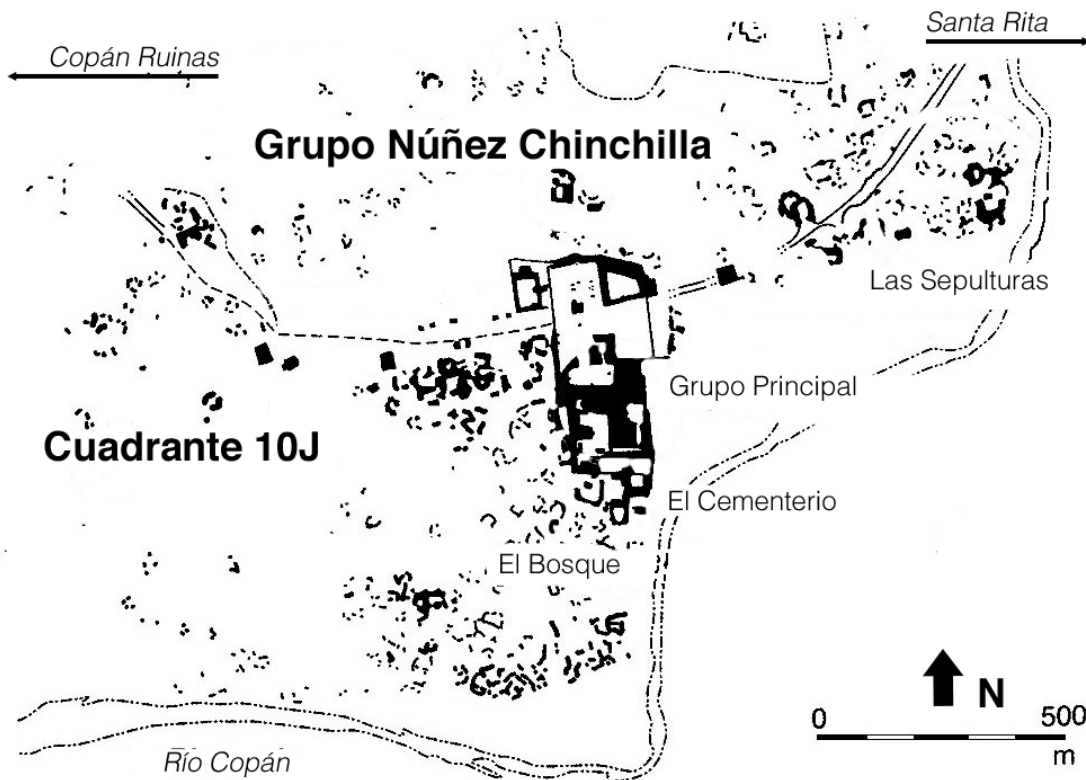 Santa Rita
Copán Ruinas
Grupo Núñez Chinchilla
Las Sepulturas
Grupo Principal
Cuadrante 10J
El Cementerio
El Bosque
N
0 500
m
Río Copán